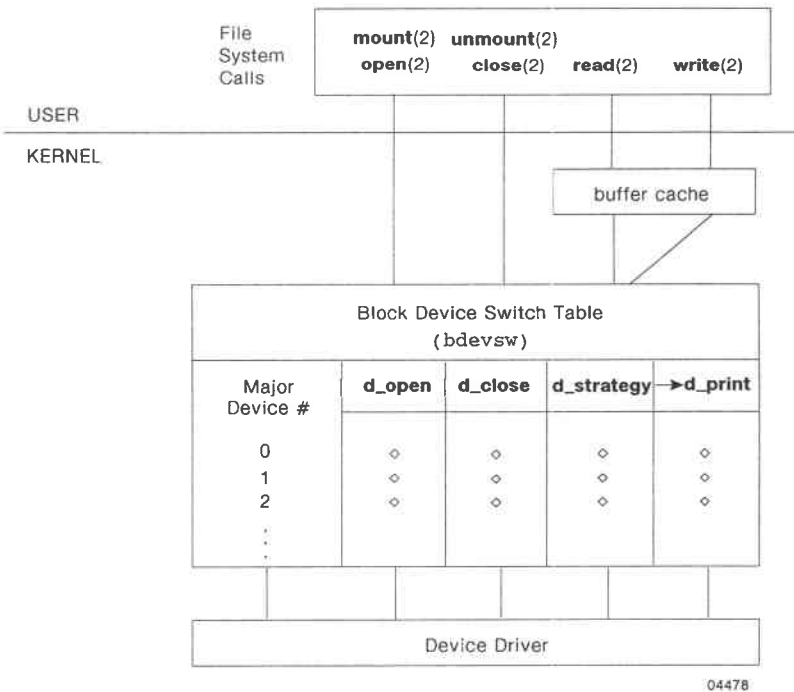 File
System
Calls
mount(2) unmount(2)
open(2) close(2) read(2) write(2)
USER
KERNEL
buffer cache
Block Device Switch Table
(bdevsw)
Major
Device #
d_open d_close d_strategy→d_print
0 ◇ ◇ ◇ ◇
1 ◇ ◇ ◇ ◇
2 ◇ ◇ ◇ ◇
.
.
.
Device Driver
04478